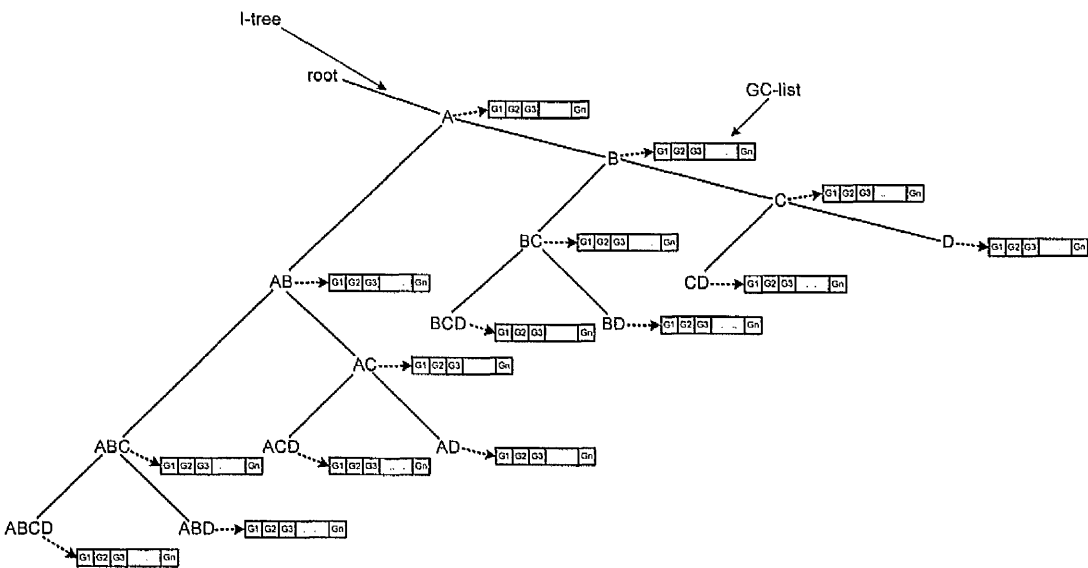 I-tree
root
GC-list
A
G1 G2 G3 Gn
B
G1 G2 G3 . . Gn
C
G1 G2 G3 .. Gn
BC
G1 G2 G3 . Gn
D
G1 G2 G3 Gn
AB
G1 G2 G3 . . Gn
CD
G1 G2 G3 . . Gn
BCD
G1 G2 G3 Gn
BD
G1 G2 G3 . .. Gn
AC
G1 G2 G3 Gn
ABC
G1 G2 G3 . Gn
ACD
G1 G2 G3 .. . Gn
AD
G1 G2 G3 . . Gn
ABCD
G1 G2 G3 . Gn
ABD
G1 G2 G3 . . Gn